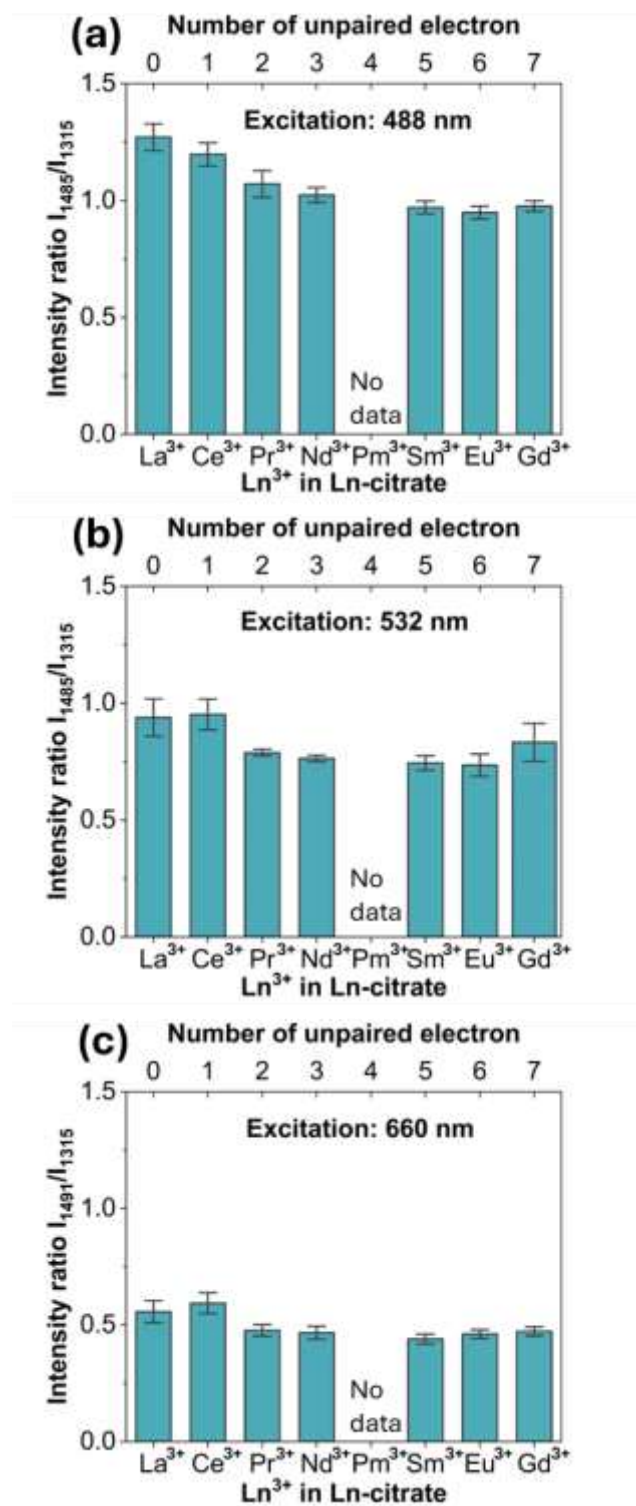 (a)
Number of unpaired electron
0 1 2 3 4 5 6 7
Excitation: 488 nm
Intensity ratio I₁₄₈₅/I₁₃₁₅
1.5
1.0
0.5
0.0
No
data
La³⁺ Ce³⁺ Pr³⁺ Nd³⁺ Pm³⁺ Sm³⁺ Eu³⁺ Gd³⁺
Ln³⁺ in Ln-citrate
(b)
Number of unpaired electron
0 1 2 3 4 5 6 7
Excitation: 532 nm
Intensity ratio I₁₄₈₅/I₁₃₁₅
1.5
1.0
0.5
0.0
No
data
La³⁺ Ce³⁺ Pr³⁺ Nd³⁺ Pm³⁺ Sm³⁺ Eu³⁺ Gd³⁺
Ln³⁺ in Ln-citrate
(c)
Number of unpaired electron
0 1 2 3 4 5 6 7
Excitation: 660 nm
Intensity ratio I₁₄₉₁/I₁₃₁₅
1.5
1.0
0.5
0.0
No
data
La³⁺ Ce³⁺ Pr³⁺ Nd³⁺ Pm³⁺ Sm³⁺ Eu³⁺ Gd³⁺
Ln³⁺ in Ln-citrate